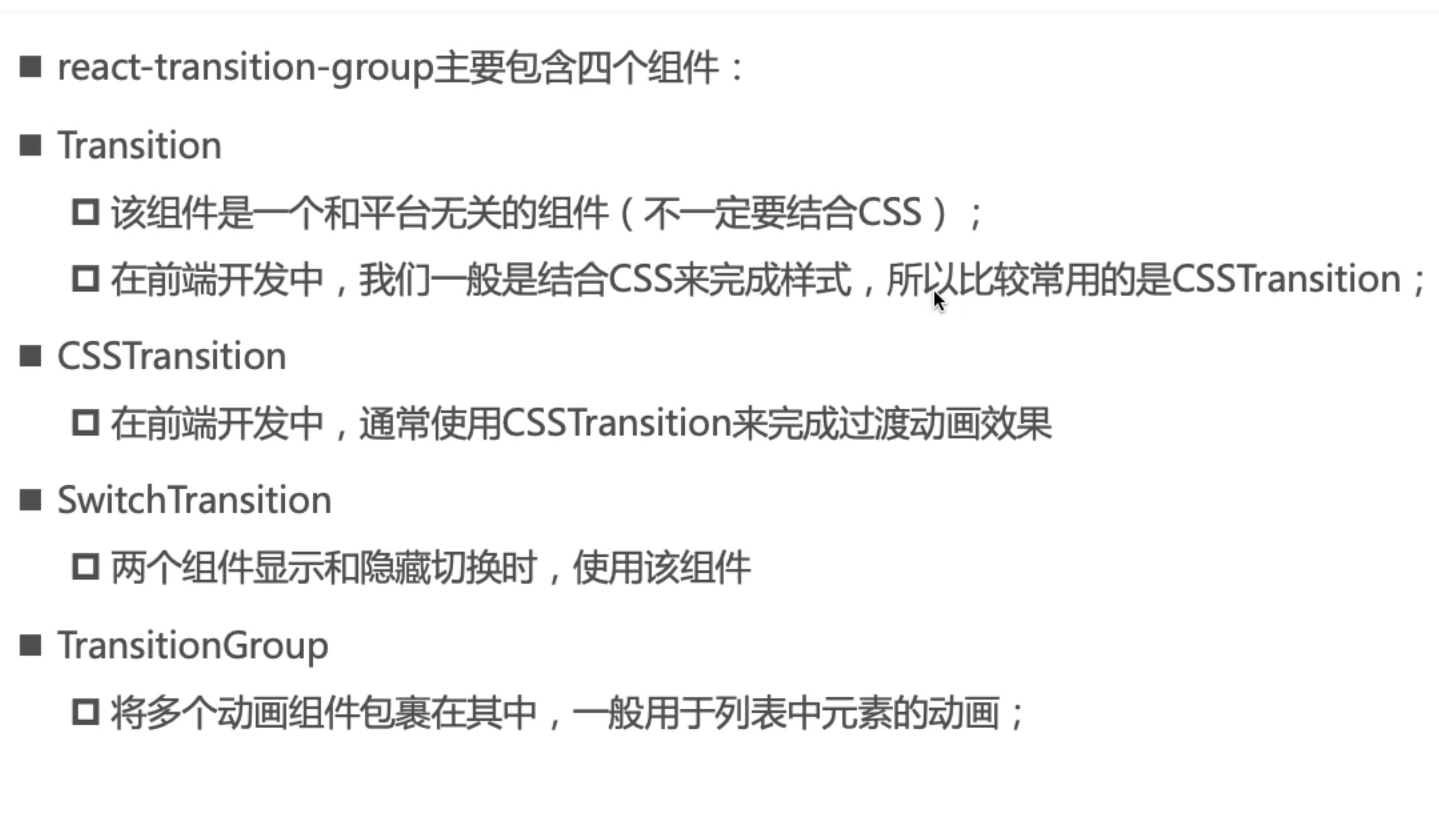 react-transition-group主要包含四个组件：
Transition
该组件是一个和平台无关的组件（不一定要结合CSS）；
在前端开发中，我们一般是结合CSS来完成样式，所以比较常用的是CSSTransition；
CSSTransition
在前端开发中，通常使用CSSTransition来完成过渡动画效果
SwitchTransition
两个组件显示和隐藏切换时，使用该组件
TransitionGroup
将多个动画组件包裹在其中，一般用于列表中元素的动画；